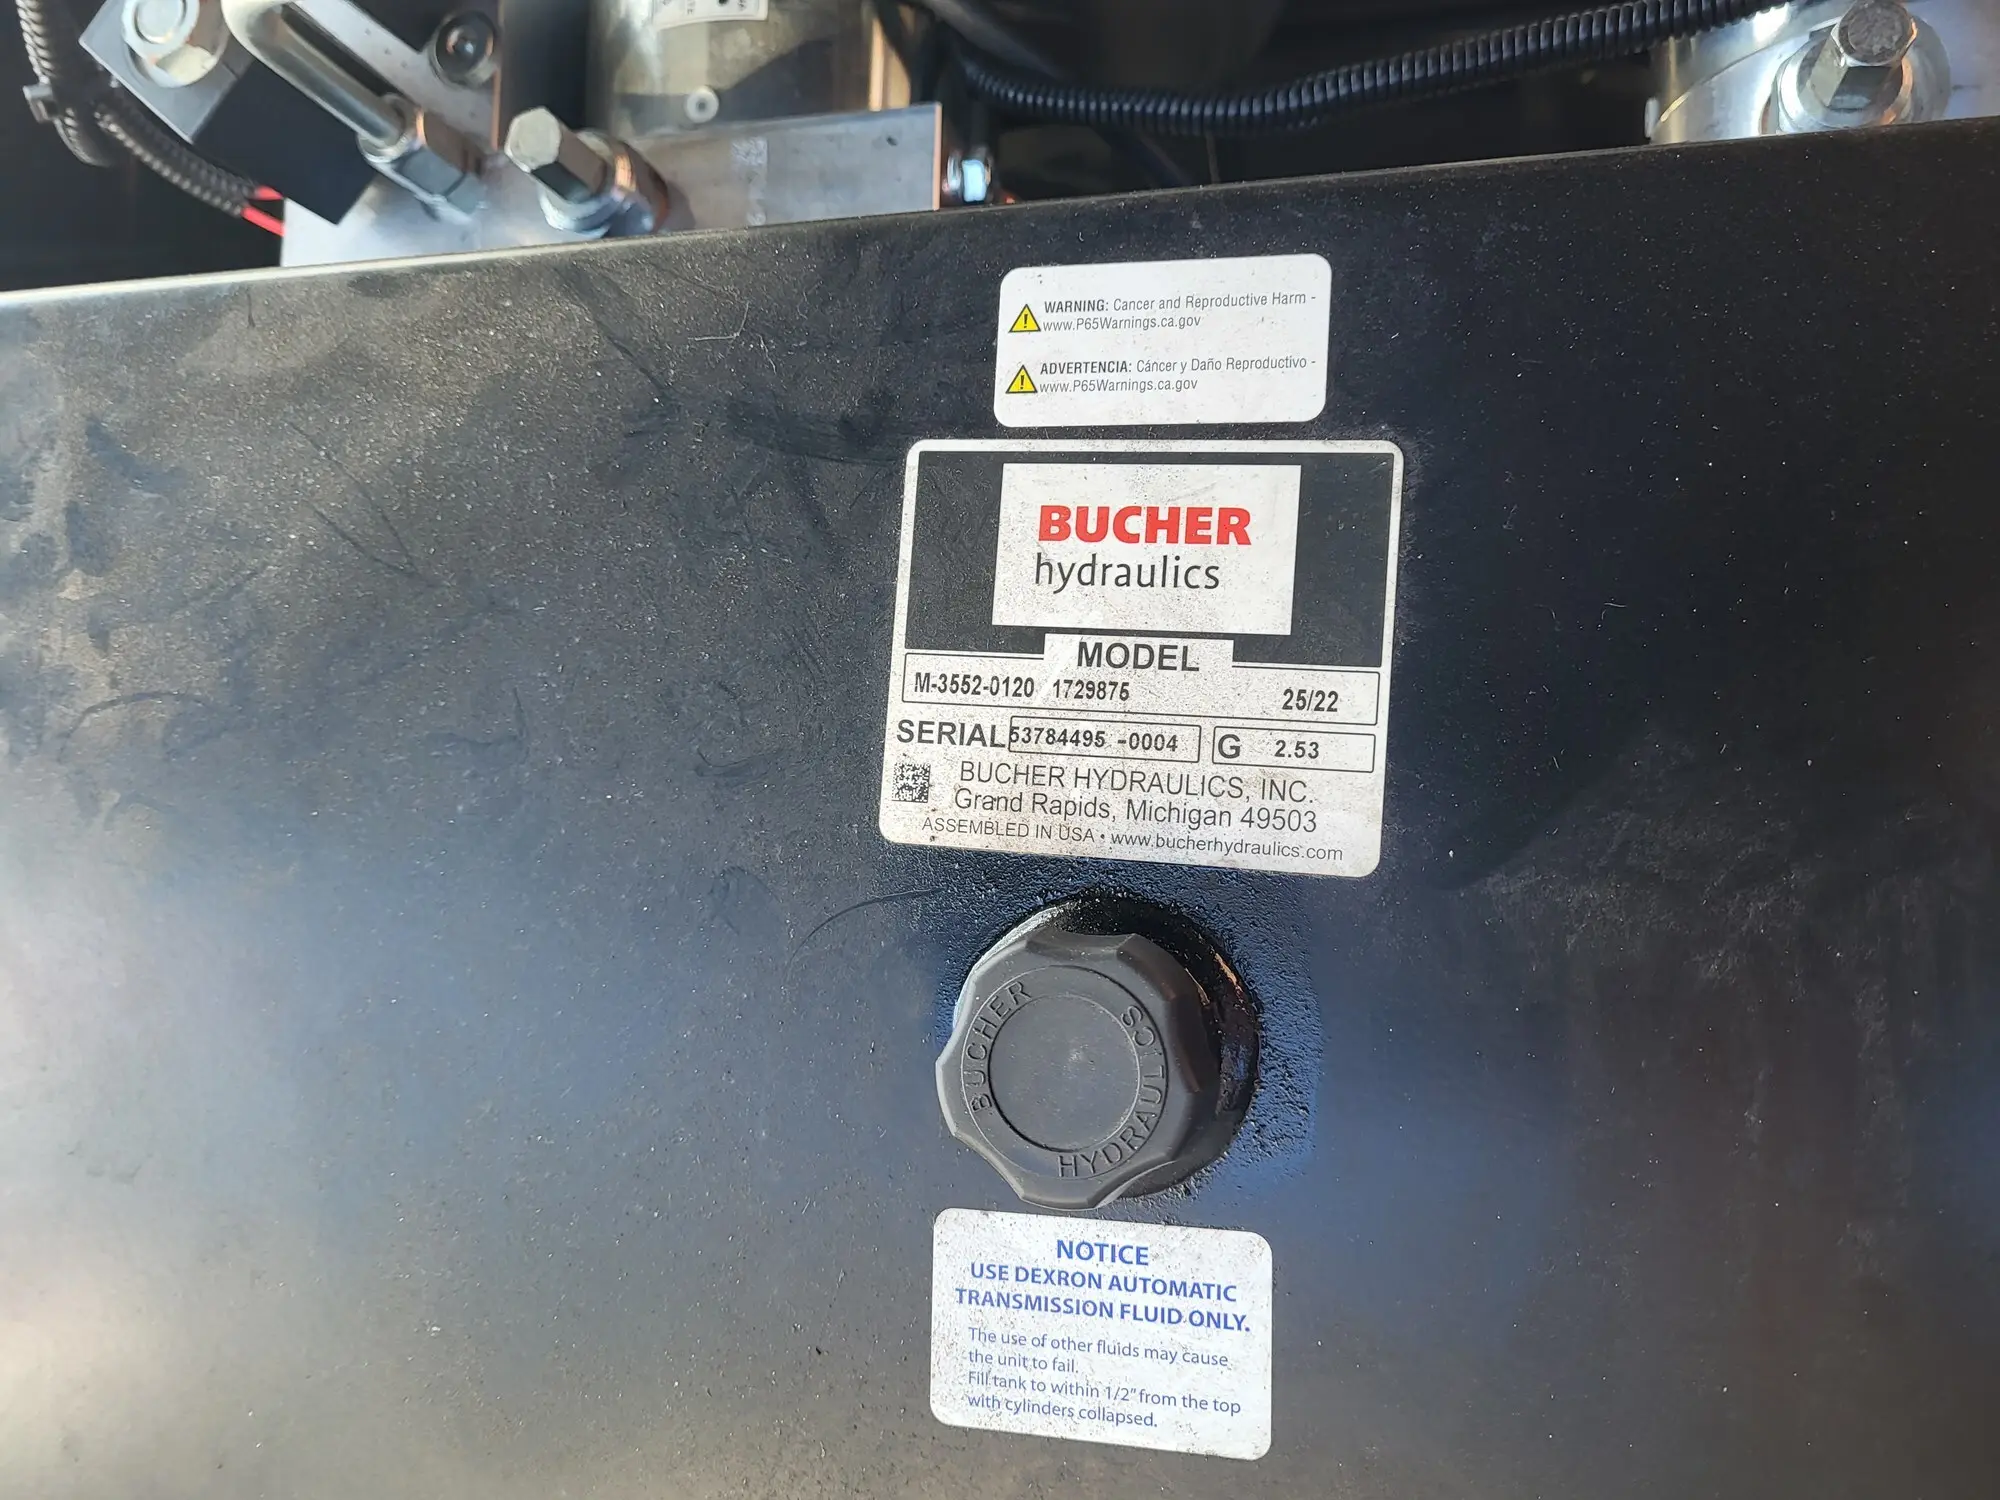 WARNING: Cancer and Reproductive Harm -
www.P65Warnings.ca.gov
ADVERTENCIA: Cáncer y Daño Reproductivo -
www.P65Warnings.ca.gov
BUCHER
hydraulics
MODEL
M-3552-0120 1729875 25/22
SERIAL 53784495 -0004 G 2.53
BUCHER HYDRAULICS, INC.
Grand Rapids, Michigan 49503
ASSEMBLED IN USA • www.bucherhydraulics.com
BUCHER HYDRAULICS
NOTICE
USE DEXRON AUTOMATIC
TRANSMISSION FLUID ONLY.
The use of other fluids may cause
the unit to fail.
Fill tank to within 1/2" from the top
with cylinders collapsed.